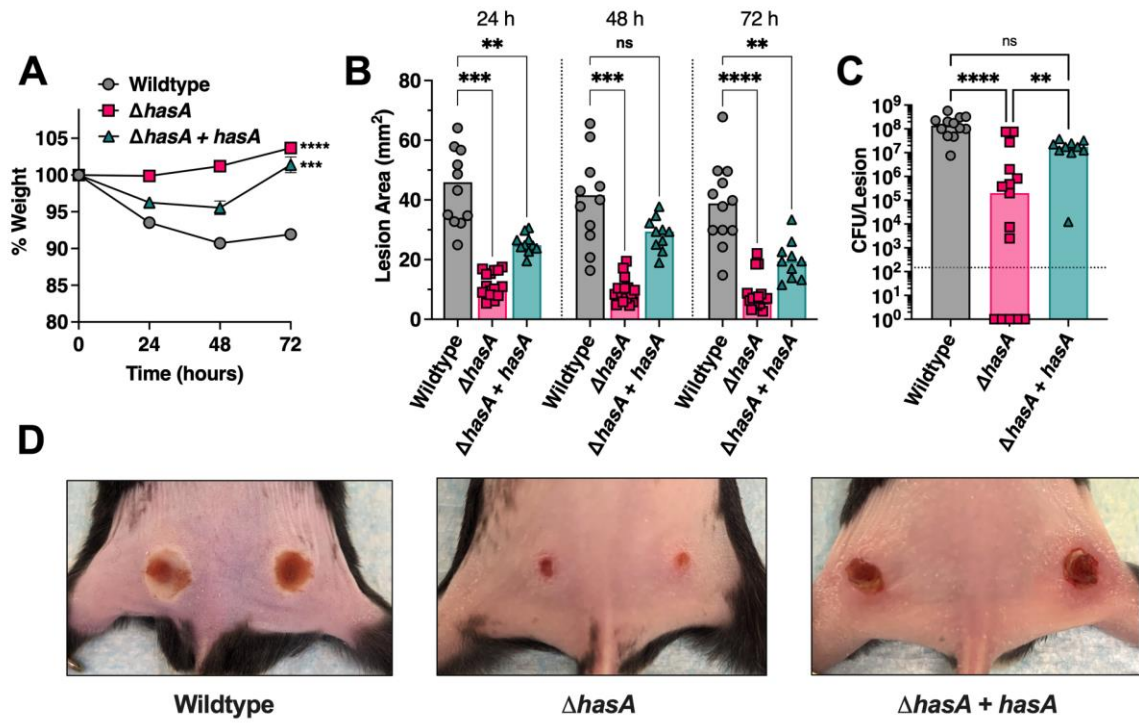 A
Wildtype
ΔhasA
ΔhasA + hasA
% Weight
105
100
95
90
85
80
****
***
0 24 48 72
Time (hours)
B
24 h 48 h 72 h
** ns **
*** *** ****
Lesion Area (mm²)
80
60
40
20
0
Wildtype ΔhasA ΔhasA + hasA Wildtype ΔhasA ΔhasA + hasA Wildtype ΔhasA ΔhasA + hasA
C
ns
**** **
CFU/Lesion
10⁹
10⁸
10⁷
10⁶
10⁵
10⁴
10³
10²
10¹
10⁰
Wildtype ΔhasA ΔhasA + hasA
D
Wildtype ΔhasA ΔhasA + hasA